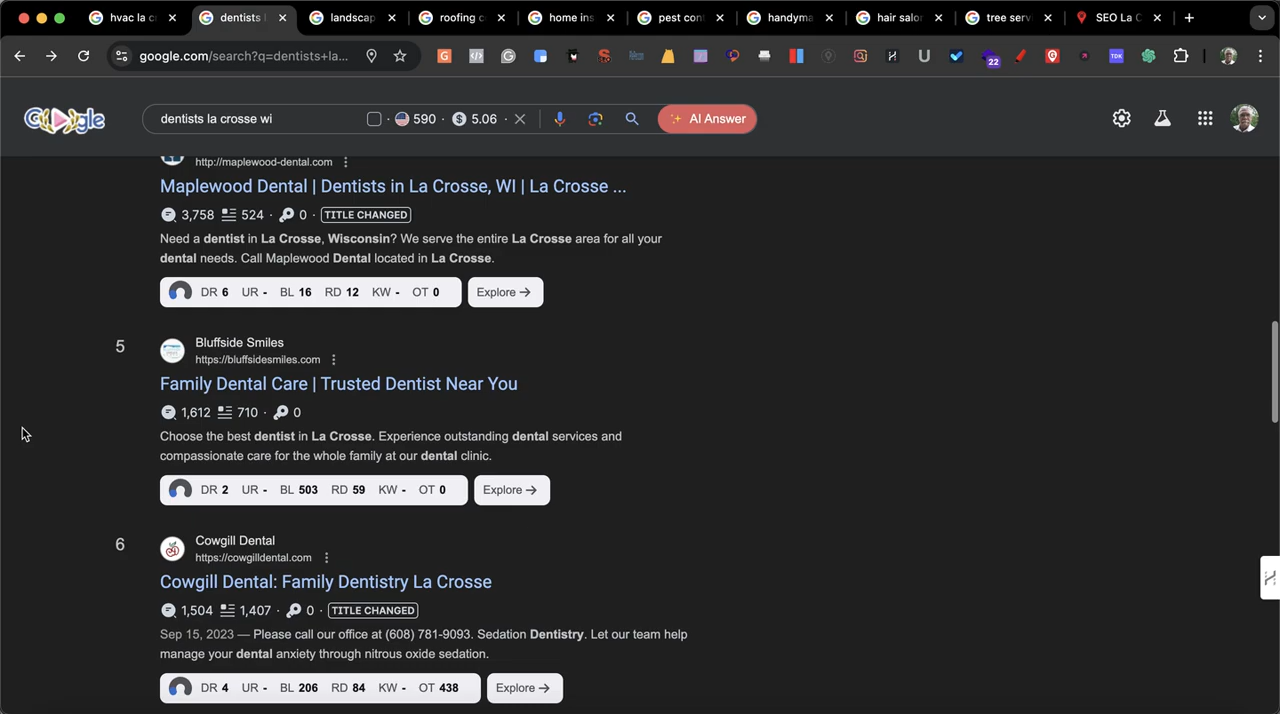 hvac la c
dentists l
landscap
roofing c
home ins
pest con
handyma
hair salo
tree servi
SEO La C
google.com/search?q=dentists+la...
22
TDK
Google
dentists la crosse wi
· 590 · $ 5.06 ·
AI Answer
http://maplewood-dental.com
Maplewood Dental | Dentists in La Crosse, WI | La Crosse ...
3,758 524 · 0 · TITLE CHANGED
Need a dentist in La Crosse, Wisconsin? We serve the entire La Crosse area for all your
dental needs. Call Maplewood Dental located in La Crosse.
DR 6 UR - BL 16 RD 12 KW - OT 0 Explore →
5
Bluffside Smiles
https://bluffsidesmiles.com
Family Dental Care | Trusted Dentist Near You
1,612 710 · 0
Choose the best dentist in La Crosse. Experience outstanding dental services and
compassionate care for the whole family at our dental clinic.
DR 2 UR - BL 503 RD 59 KW - OT 0 Explore →
6
Cowgill Dental
https://cowgilldental.com
Cowgill Dental: Family Dentistry La Crosse
1,504 1,407 · 0 · TITLE CHANGED
Sep 15, 2023 — Please call our office at (608) 781-9093. Sedation Dentistry. Let our team help
manage your dental anxiety through nitrous oxide sedation.
DR 4 UR - BL 206 RD 84 KW - OT 438 Explore →